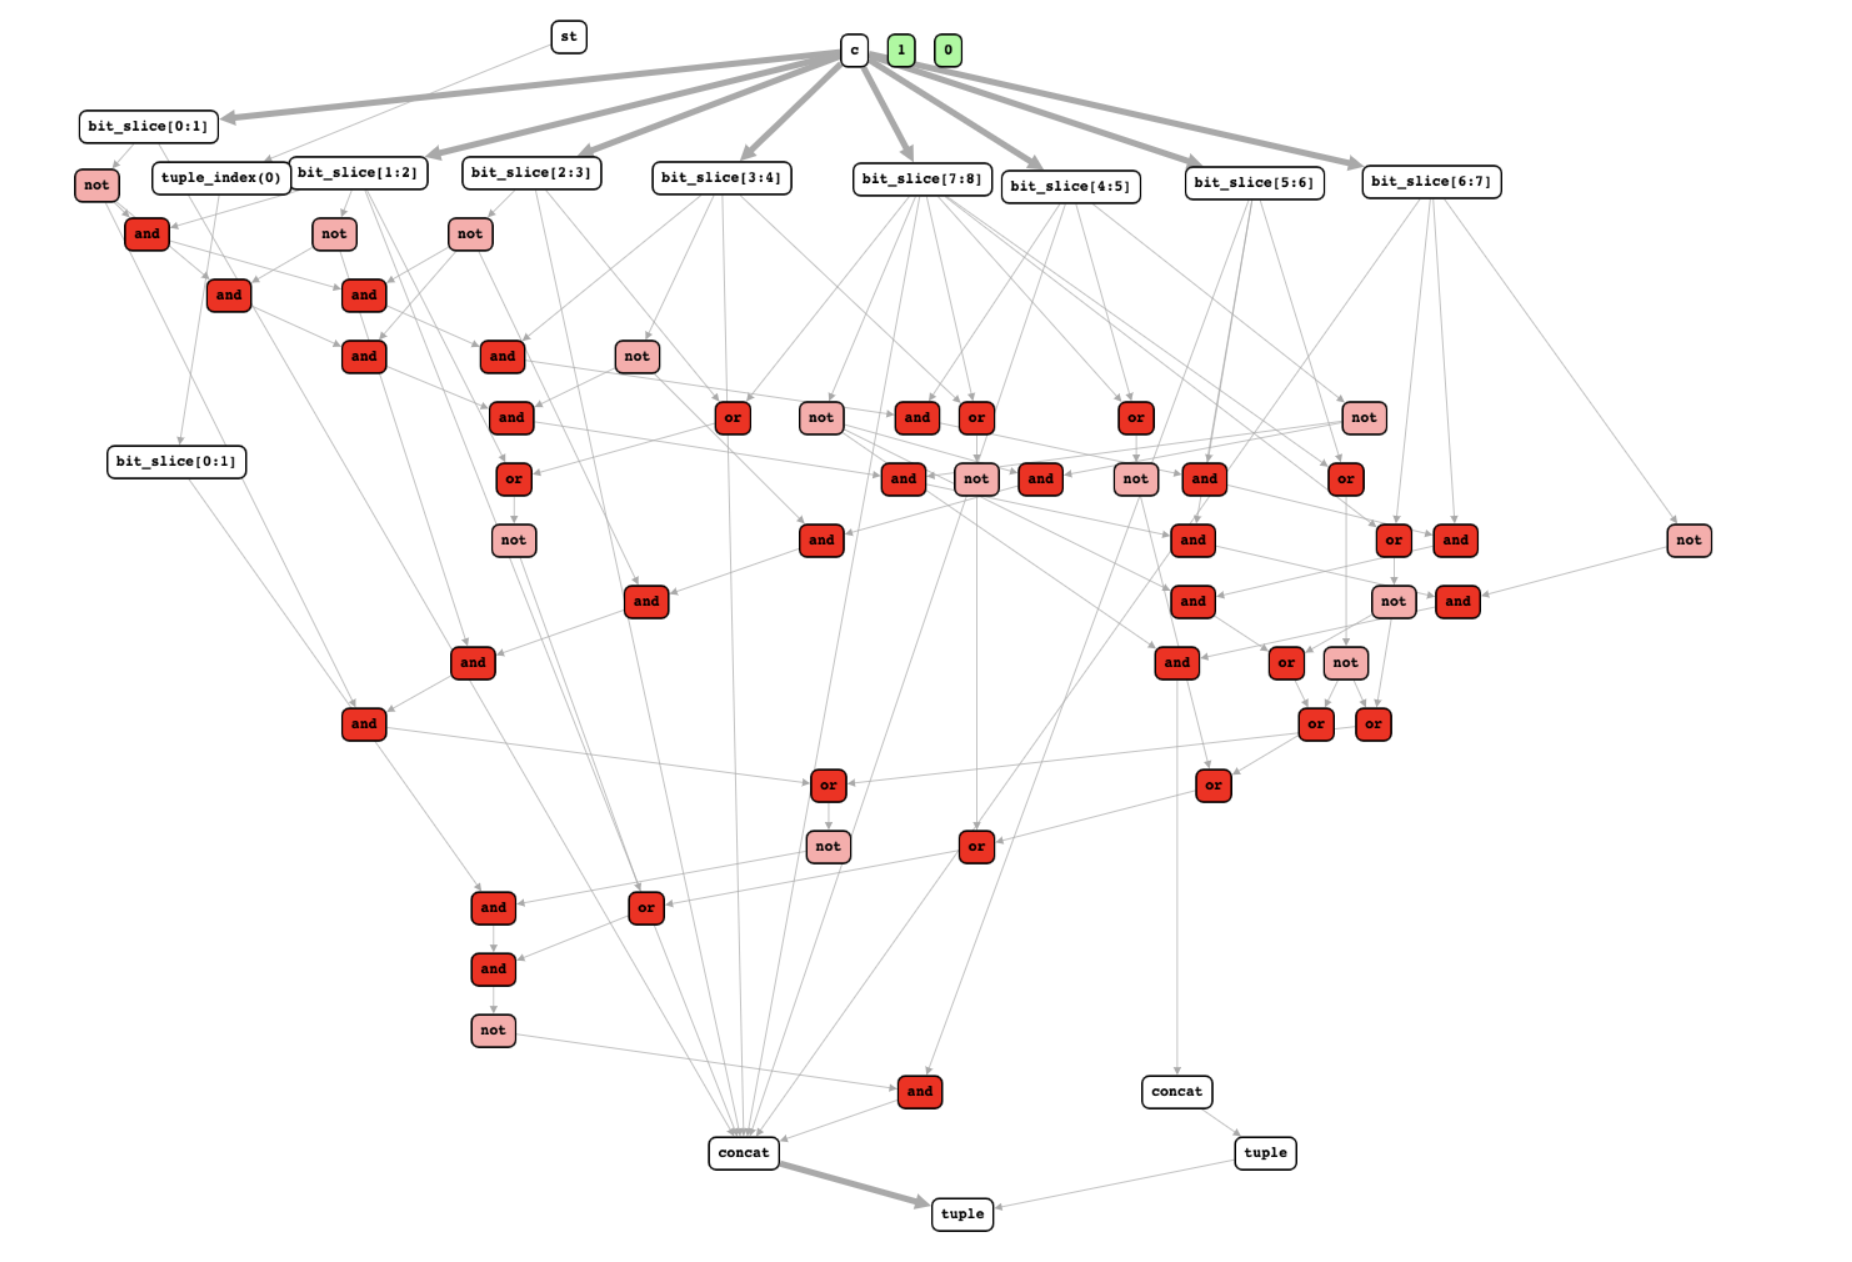 st
c 1 0
bit_slice[0:1]
tuple_index(0) bit_slice[1:2] bit_slice[2:3] bit_slice[3:4] bit_slice[7:8] bit_slice[4:5] bit_slice[5:6] bit_slice[6:7]
not
and not not
and and
and and not
and or not and or or not
bit_slice[0:1]
or and not and not and or
not and and or and not
and and not and
and and or not
and or or
or or
not or
and or
and
not
and concat
concat tuple
tuple